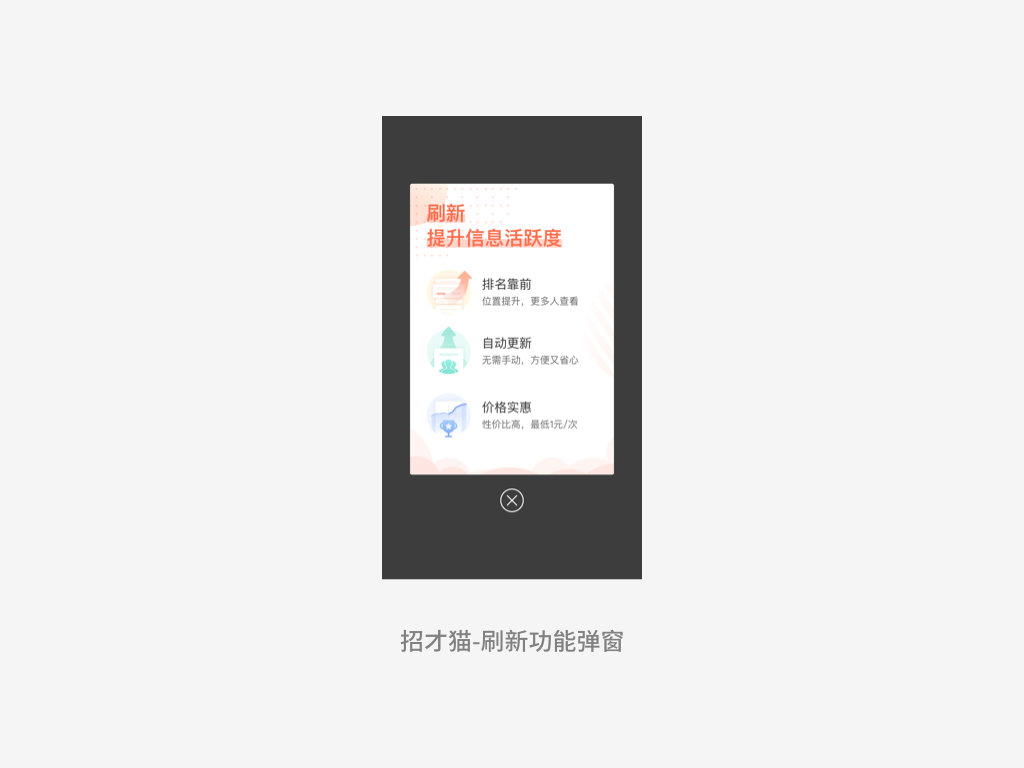 刷新
提升信息活跃度
排名靠前
位置提升，更多人查看
自动更新
无需手动，方便又省心
价格实惠
性价比高，最低1元/次
招才猫-刷新功能弹窗